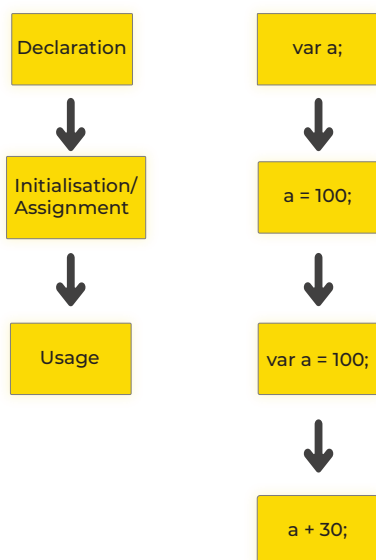 Declaration
Initialisation/
Assignment
Usage
var a;
a = 100;
var a = 100;
a + 30;